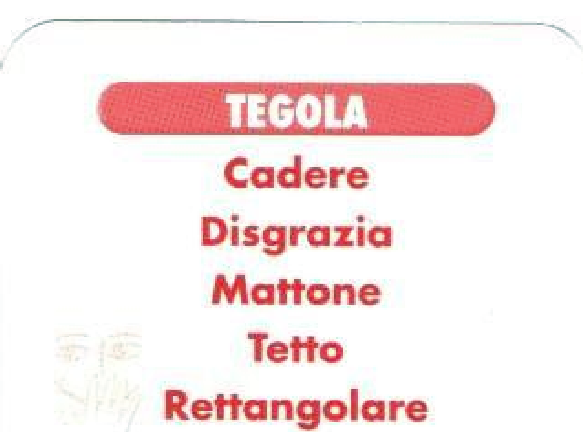 TEGOLA
Cadere
Disgrazia
Mattone
Tetto
Rettangolare